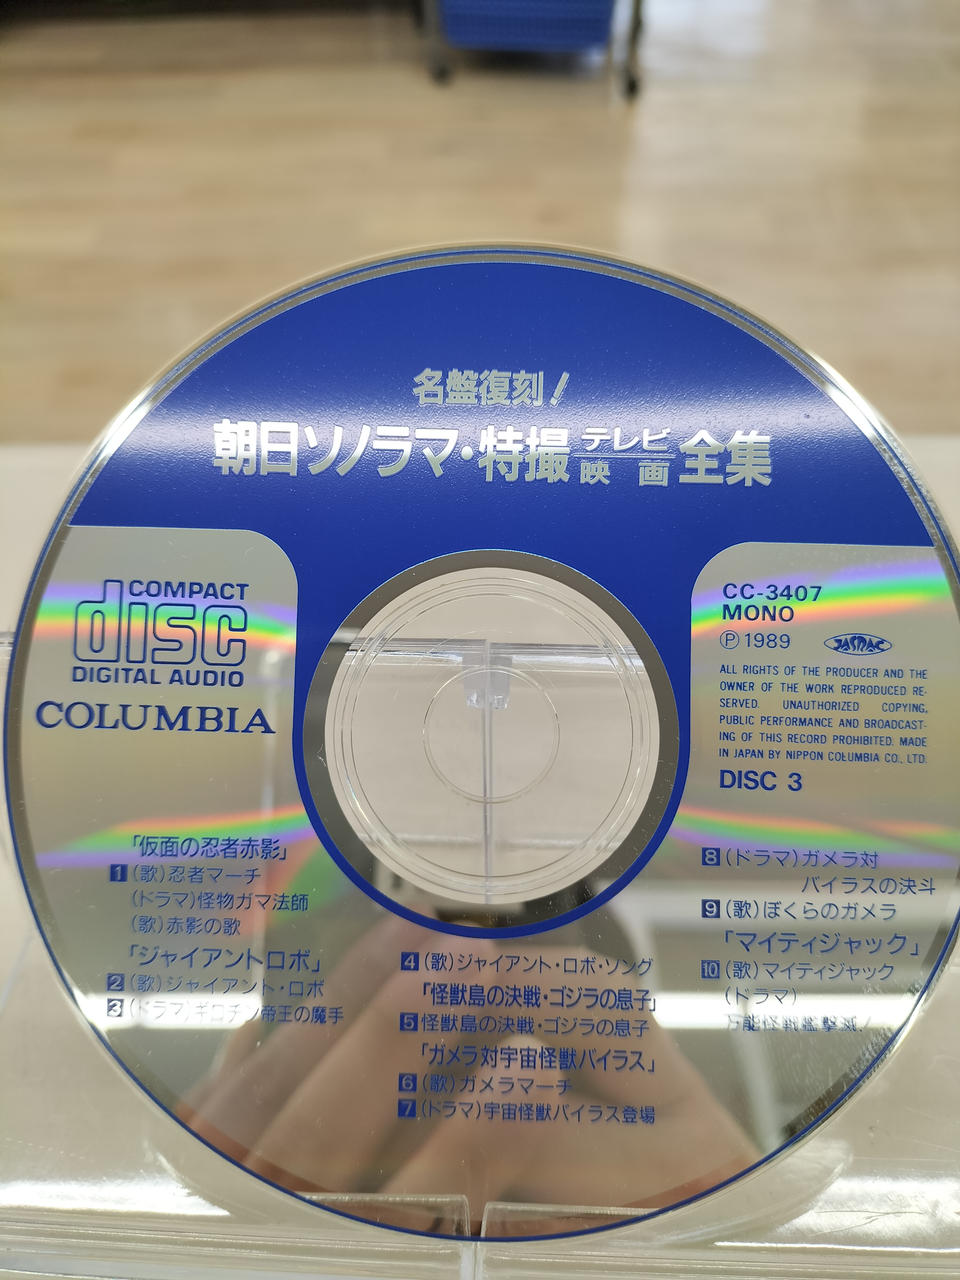 名盤復刻!
朝日ソノラマ・特撮テレビ映画全集
COMPACT
disc
DIGITAL AUDIO
COLUMBIA
CC-3407
MONO
Ⓟ1989 JASRAC
ALL RIGHTS OF THE PRODUCER AND THE
OWNER OF THE WORK REPRODUCED RE-
SERVED. UNAUTHORIZED COPYING,
PUBLIC PERFORMANCE AND BROADCAST-
ING OF THIS RECORD PROHIBITED. MADE
IN JAPAN BY NIPPON COLUMBIA CO., LTD.
DISC 3
「仮面の忍者赤影」
1 (歌)忍者マーチ
(ドラマ)怪物ガマ法師
(歌)赤影の歌
「ジャイアントロボ」
2 (歌)ジャイアント・ロボ
3 (ドラマ)ギロチン帝王の魔手
4 (歌)ジャイアント・ロボ・ソング
「怪獣島の決戦・ゴジラの息子」
5 怪獣島の決戦・ゴジラの息子
「ガメラ対宇宙怪獣バイラス」
6 (歌)ガメラマーチ
7 (ドラマ)宇宙怪獣バイラス登場
8 (ドラマ)ガメラ対
バイラスの決斗
9 (歌)ぼくらのガメラ
「マイティジャック」
10 (歌)マイティジャック
(ドラマ)
万能怪戦艦撃滅!